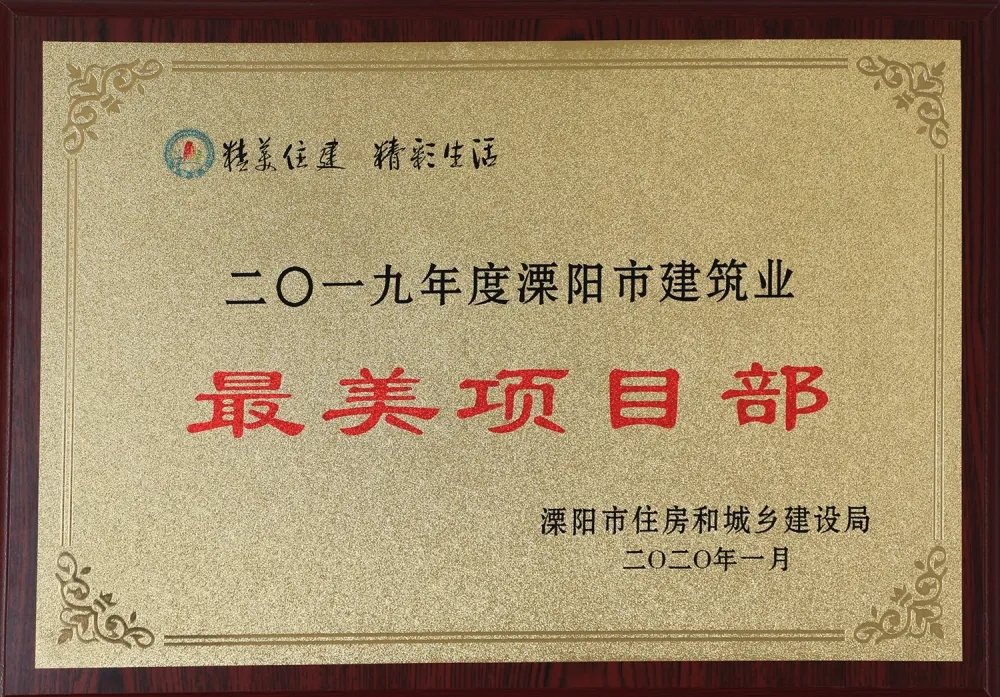 精美住建 精彩生活
二〇一九年度溧阳市建筑业
最美项目部
溧阳市住房和城乡建设局
二〇二〇年一月